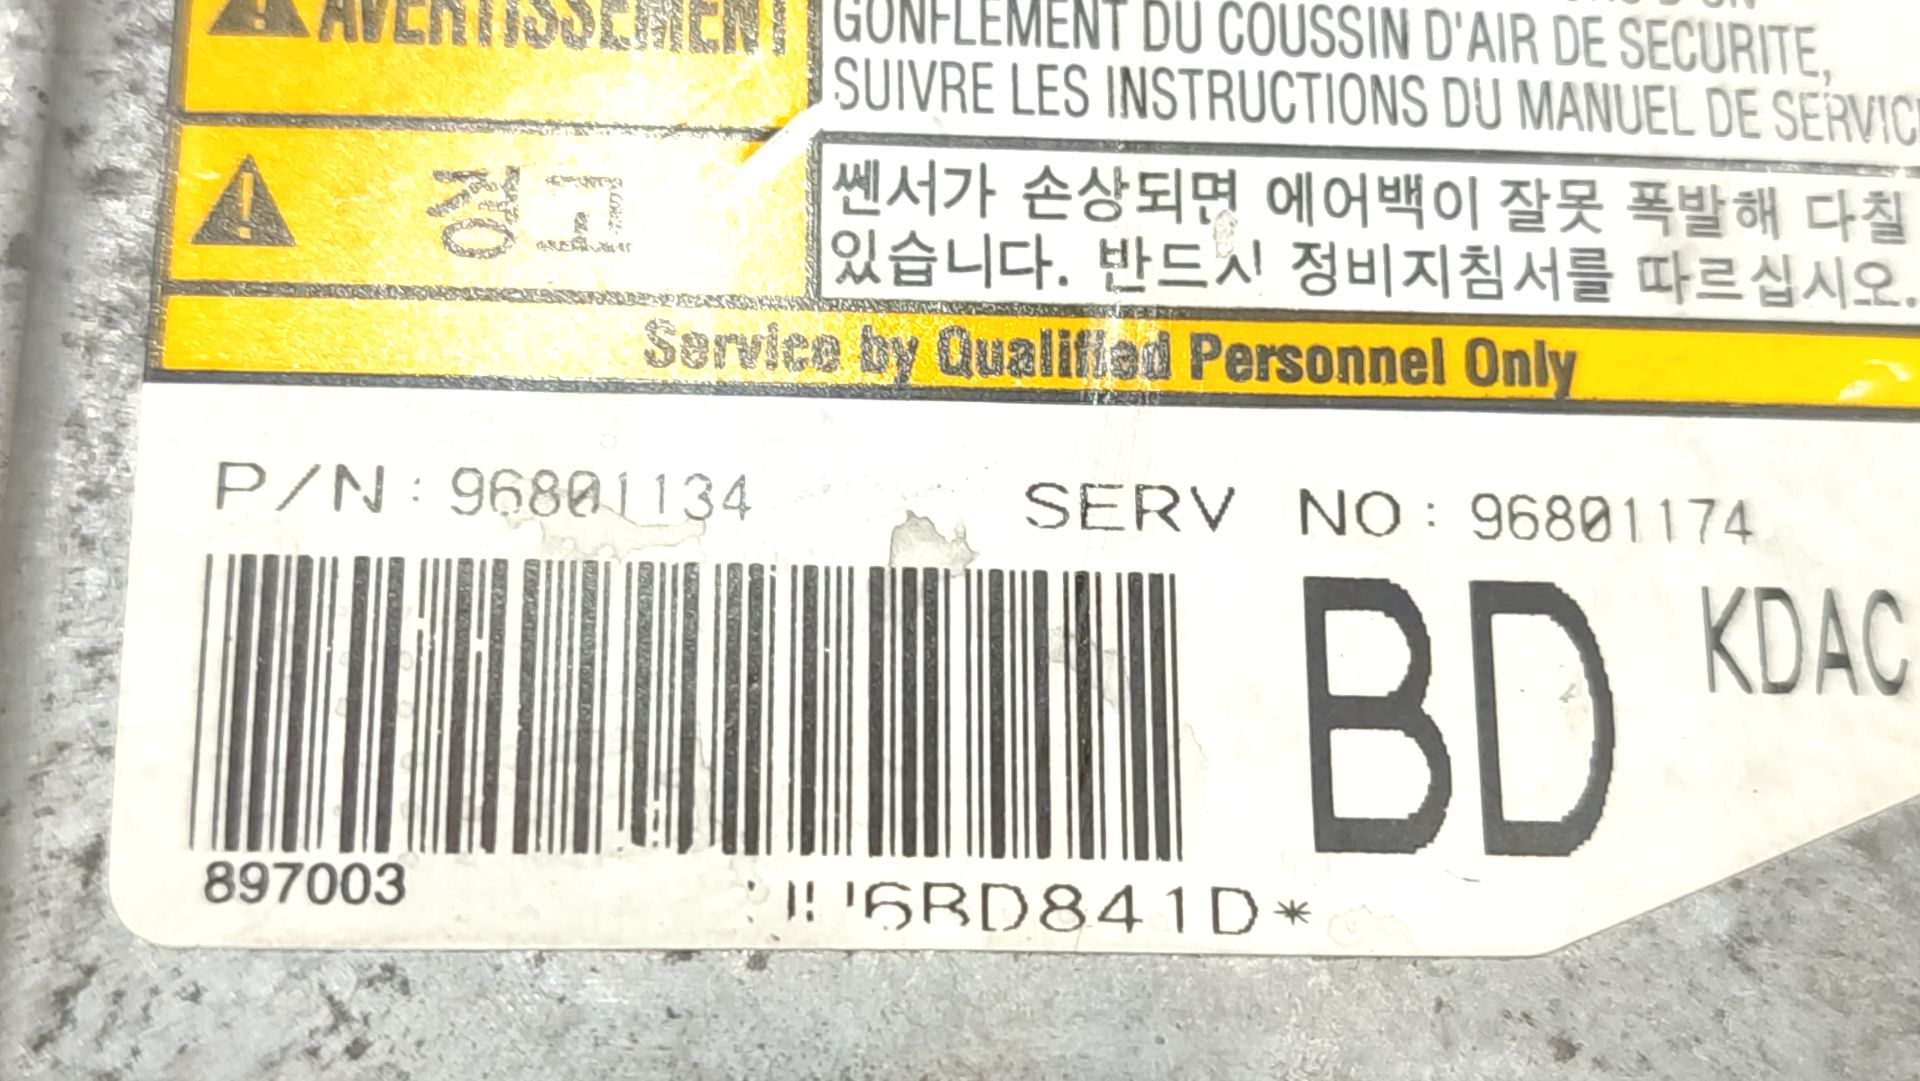 AVERTISSEMENT
GONFLEMENT DU COUSSIN D'AIR DE SECURITE,
SUIVRE LES INSTRUCTIONS DU MANUEL DE
경고
쎈서가 손상되면 에어백이 잘못 폭발해 다칠
있습니다. 반드시 정비지침서를 따르십시오.
Service by Qualified Personnel Only
P/N: 96801134 SERV NO: 96801174
BD KDAC
897003